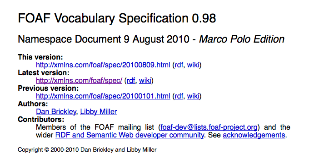 FOAF Vocabulary Specification 0.98
Namespace Document 9 August 2010 - Marco Polo Edition
This version:
http://xmlns.com/foaf/spec/20100809.html (rdf, wiki)
Latest version:
http://xmlns.com/foaf/spec/ (rdf, wiki)
Previous version:
http://xmlns.com/foaf/spec/20100101.html (rdf, wiki)
Authors:
Dan Brickley, Libby Miller
Contributors:
Members of the FOAF mailing list (foaf-dev@lists.foaf-project.org) and the
wider RDF and Semantic Web developer community. See acknowledgements.
Copyright © 2000-2010 Dan Brickley and Libby Miller